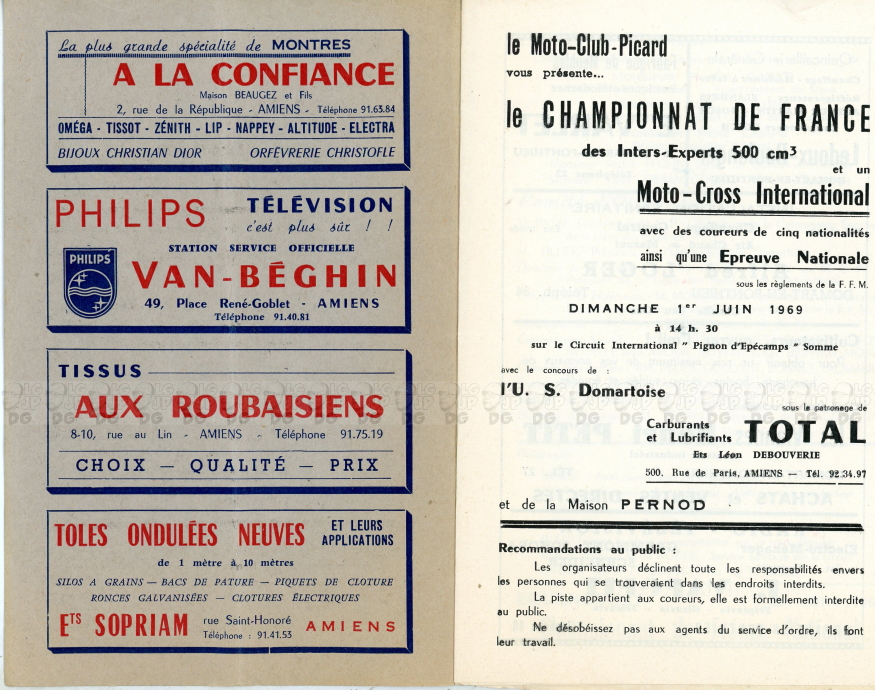 La plus grande spécialité de MONTRES
A LA CONFIANCE
Maison BEAUGEZ et Fils
2, rue de la République - AMIENS - Téléphone 91.63.84
OMÉGA - TISSOT - ZÉNITH - LIP - NAPPEY - ALTITUDE - ELECTRA
BIJOUX CHRISTIAN DIOR ORFÉVRERIE CHRISTOFLE
PHILIPS TÉLÉVISION
c'est plus sûr ! !
STATION SERVICE OFFICIELLE
PHILIPS
VAN-BÉGHIN
49, Place René-Goblet - AMIENS
Téléphone 91.40.81
TISSUS
AUX ROUBAISIENS
8-10, rue au Lin - AMIENS - Téléphone 91.75.19
CHOIX — QUALITÉ — PRIX
TOLES ONDULÉES NEUVES ET LEURS
APPLICATIONS
de 1 mètre à 10 mètres
SILOS A GRAINS — BACS DE PATURE — PIQUETS DE CLOTURE
RONCES GALVANISÉES — CLOTURES ÉLECTRIQUES
ETS SOPRIAM rue Saint-Honoré
Téléphone : 91.41.53 AMIENS
le Moto-Club-Picard
vous présente...
le CHAMPIONNAT DE FRANCE
des Inters-Experts 500 cm³
et un
Moto-Cross International
avec des coureurs de cinq nationalités
ainsi qu'une Epreuve Nationale
sous les règlements de la F. F. M.
DIMANCHE 1er JUIN 1969
à 14 h. 30
sur le Circuit International " Pignon d'Epécamps " Somme
avec le concours de :
l'U. S. Domartoise
sous le patronage de
Carburants
et Lubrifiants TOTAL
Ets Léon DEBOUVERIE
500, Rue de Paris, AMIENS — Tél. 92.34.97
et de la Maison PERNOD
Recommandations au public :
Les organisateurs déclinent toute les responsabilités envers
les personnes qui se trouveraient dans les endroits interdits.
La piste appartient aux coureurs, elle est formellement interdite
au public.
Ne désobéissez pas aux agents du service d'ordre, ils font
leur travail.